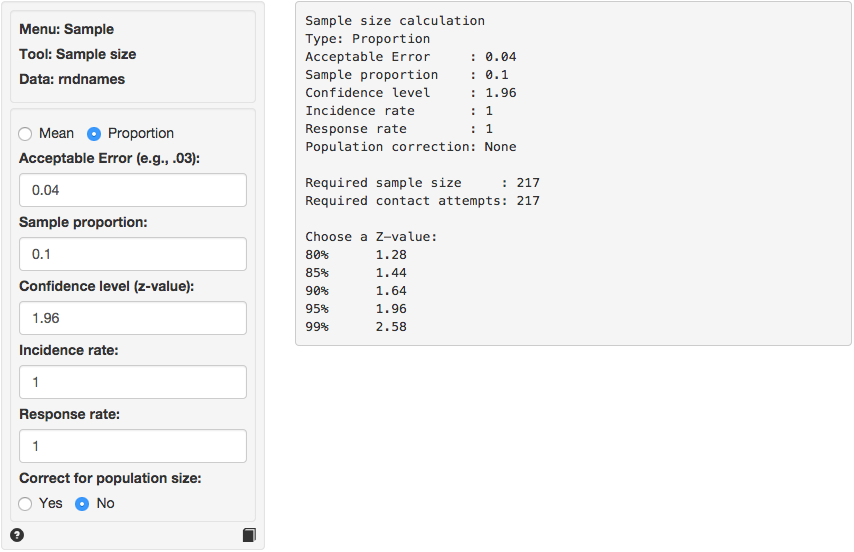 Menu: Sample
Tool: Sample size
Data: rndnames
Mean Proportion
Acceptable Error (e.g., .03):
0.04
Sample proportion:
0.1
Confidence level (z-value):
1.96
Incidence rate:
1
Response rate:
1
Correct for population size:
Yes No
?
Sample size calculation
Type: Proportion
Acceptable Error     : 0.04
Sample proportion    : 0.1
Confidence level     : 1.96
Incidence rate       : 1
Response rate        : 1
Population correction: None
Required sample size     : 217
Required contact attempts: 217
Choose a Z-value:
80%      1.28
85%      1.44
90%      1.64
95%      1.96
99%      2.58